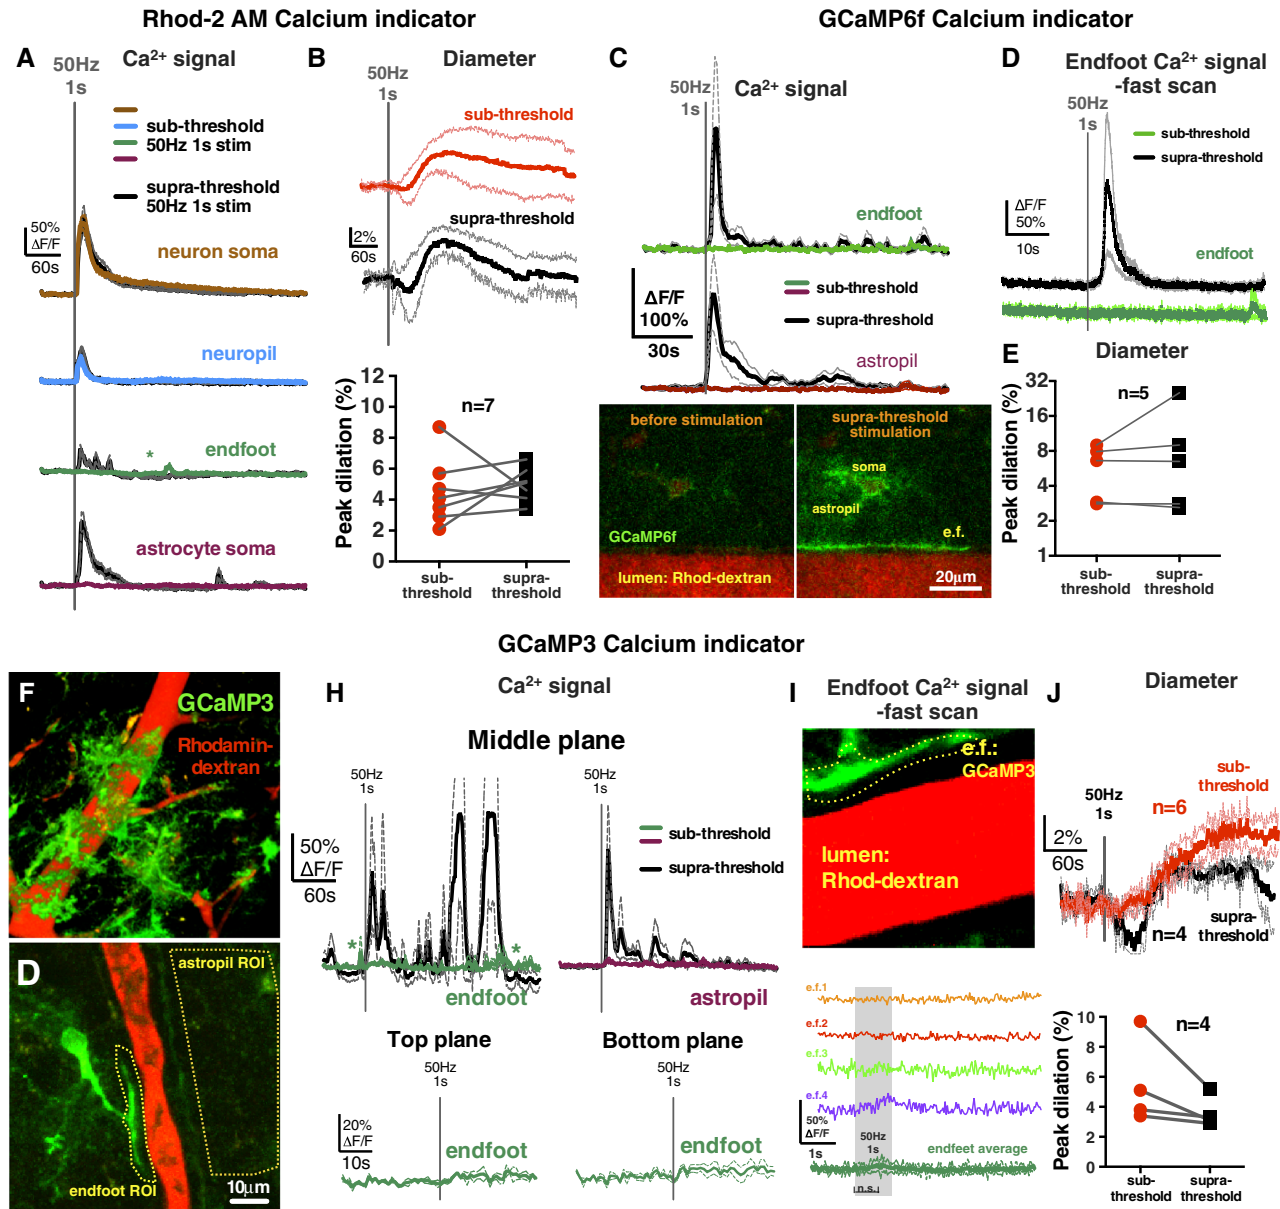 Rhod-2 AM Calcium indicator
GCaMP6f Calcium indicator
A
Ca2+ signal
50Hz
1s
sub-threshold
50Hz 1s stim
supra-threshold
50Hz 1s stim
50%
ΔF/F
60s
neuron soma
neuropil
*
endfoot
astrocyte soma
B
Diameter
50Hz
1s
sub-threshold
supra-threshold
2%
60s
Peak dilation (%)
12
10
8
6
4
2
0
n=7
sub-
threshold
supra-
threshold
C
50Hz
1s
Ca2+ signal
endfoot
sub-threshold
supra-threshold
ΔF/F
100%
30s
astropil
before stimulation
GCaMP6f
lumen: Rhod-dextran
supra-threshold
stimulation
soma
astropil
e.f.
20µm
D
Endfoot Ca2+ signal
-fast scan
50Hz
1s
sub-threshold
supra-threshold
ΔF/F
50%
10s
endfoot
E
Diameter
Peak dilation (%)
32
16
8
4
2
1
n=5
sub-
threshold
supra-
threshold
GCaMP3 Calcium indicator
F
GCaMP3
Rhodamin-
dextran
D
astropil ROI
endfoot ROI
10µm
H
Ca2+ signal
Middle plane
50Hz
1s
50%
ΔF/F
60s
*
*
endfoot
50Hz
1s
sub-threshold
supra-threshold
astropil
Top plane
50Hz
1s
20%
ΔF/F
10s
endfoot
Bottom plane
50Hz
1s
endfoot
I
Endfoot Ca2+ signal
-fast scan
e.f.:
GCaMP3
lumen:
Rhod-dextran
e.f.1
e.f.2
e.f.3
e.f.4
50%
ΔF/F
1s
50Hz
1s
endfeet average
n.s.
J
Diameter
sub-
threshold
50Hz
1s
n=6
2%
60s
supra-
threshold
n=4
Peak dilation (%)
10
8
6
4
2
0
n=4
sub-
threshold
supra-
threshold